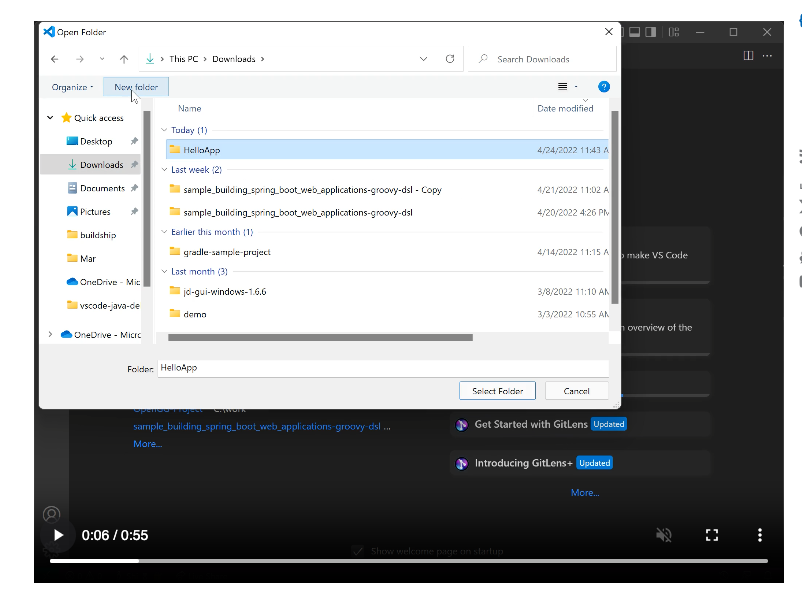 Open Folder
This PC > Downloads >
Search Downloads
Organize
New folder
?
Name
Date modified
Quick access
Desktop
Downloads
Documents
Pictures
buildship
Mar
OneDrive - Mic
vscode-java-de
OneDrive - Micro
Today (1)
HelloApp 4/24/2022 11:43 A
Last week (2)
sample_building_spring_boot_web_applications-groovy-dsl - Copy 4/21/2022 11:02 A
sample_building_spring_boot_web_applications-groovy-dsl 4/20/2022 4:26 PM
Earlier this month (1)
gradle-sample-project 4/14/2022 11:15 A
Last month (3)
jd-gui-windows-1.6.6 3/8/2022 11:10 AM
demo 3/3/2022 10:55 AM
Folder: HelloApp
Select Folder
Cancel
o make VS Code
n overview of the
C:\work
sample_building_spring_boot_web_applications-groovy-dsl ...
More...
Get Started with GitLens Updated
Introducing GitLens+ Updated
More...
0:06 / 0:55
Show welcome page on startup